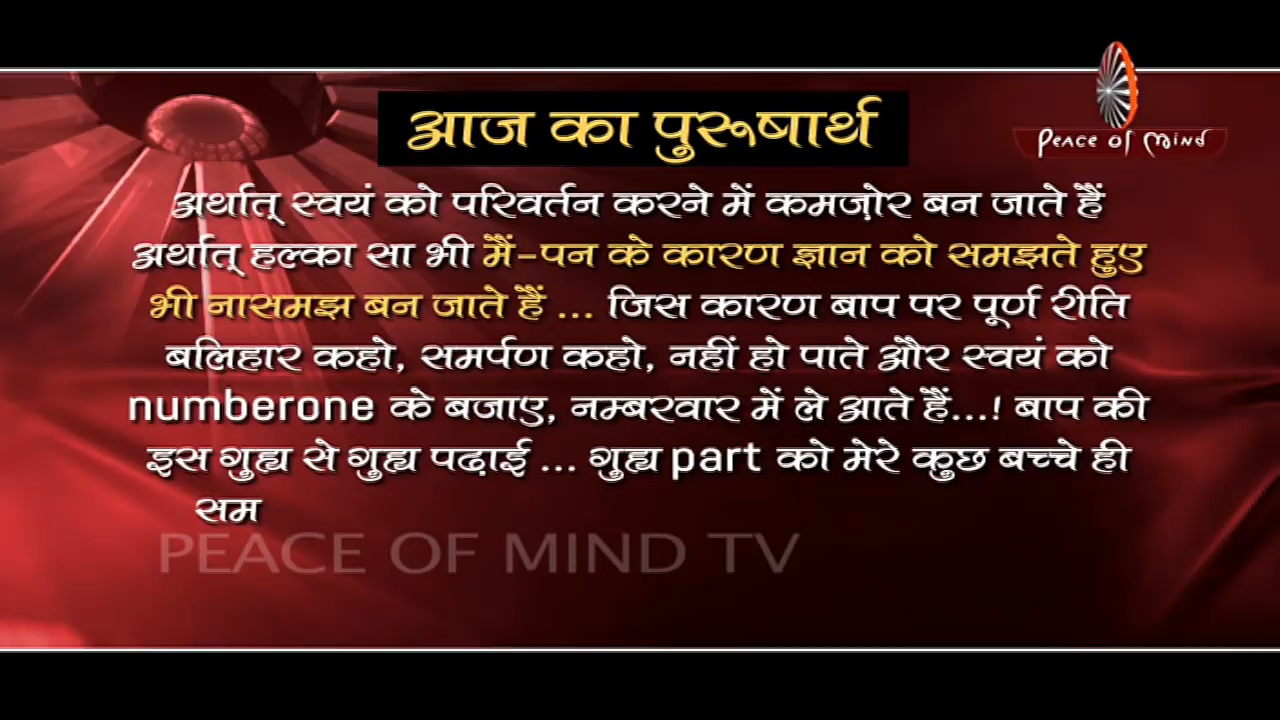 आज का पुरूषार्थ
Peace of Mind
अर्थात् स्वयं को परिवर्तन करने में कमज़ोर बन जाते हैं
अर्थात् हल्का सा भी मैं-पन के कारण ज्ञान को समझते हुए
भी नासमझ बन जाते हैं ... जिस कारण बाप पर पूर्ण रीति
बलिहार कहो, समर्पण कहो, नहीं हो पाते और स्वयं को
numberone के बजाए, नम्बरवार में ले आते हैं...! बाप की
इस गुह्य से गुह्य पढ़ाई ... गुह्य part को मेरे कुछ बच्चे ही
सम
PEACE OF MIND TV